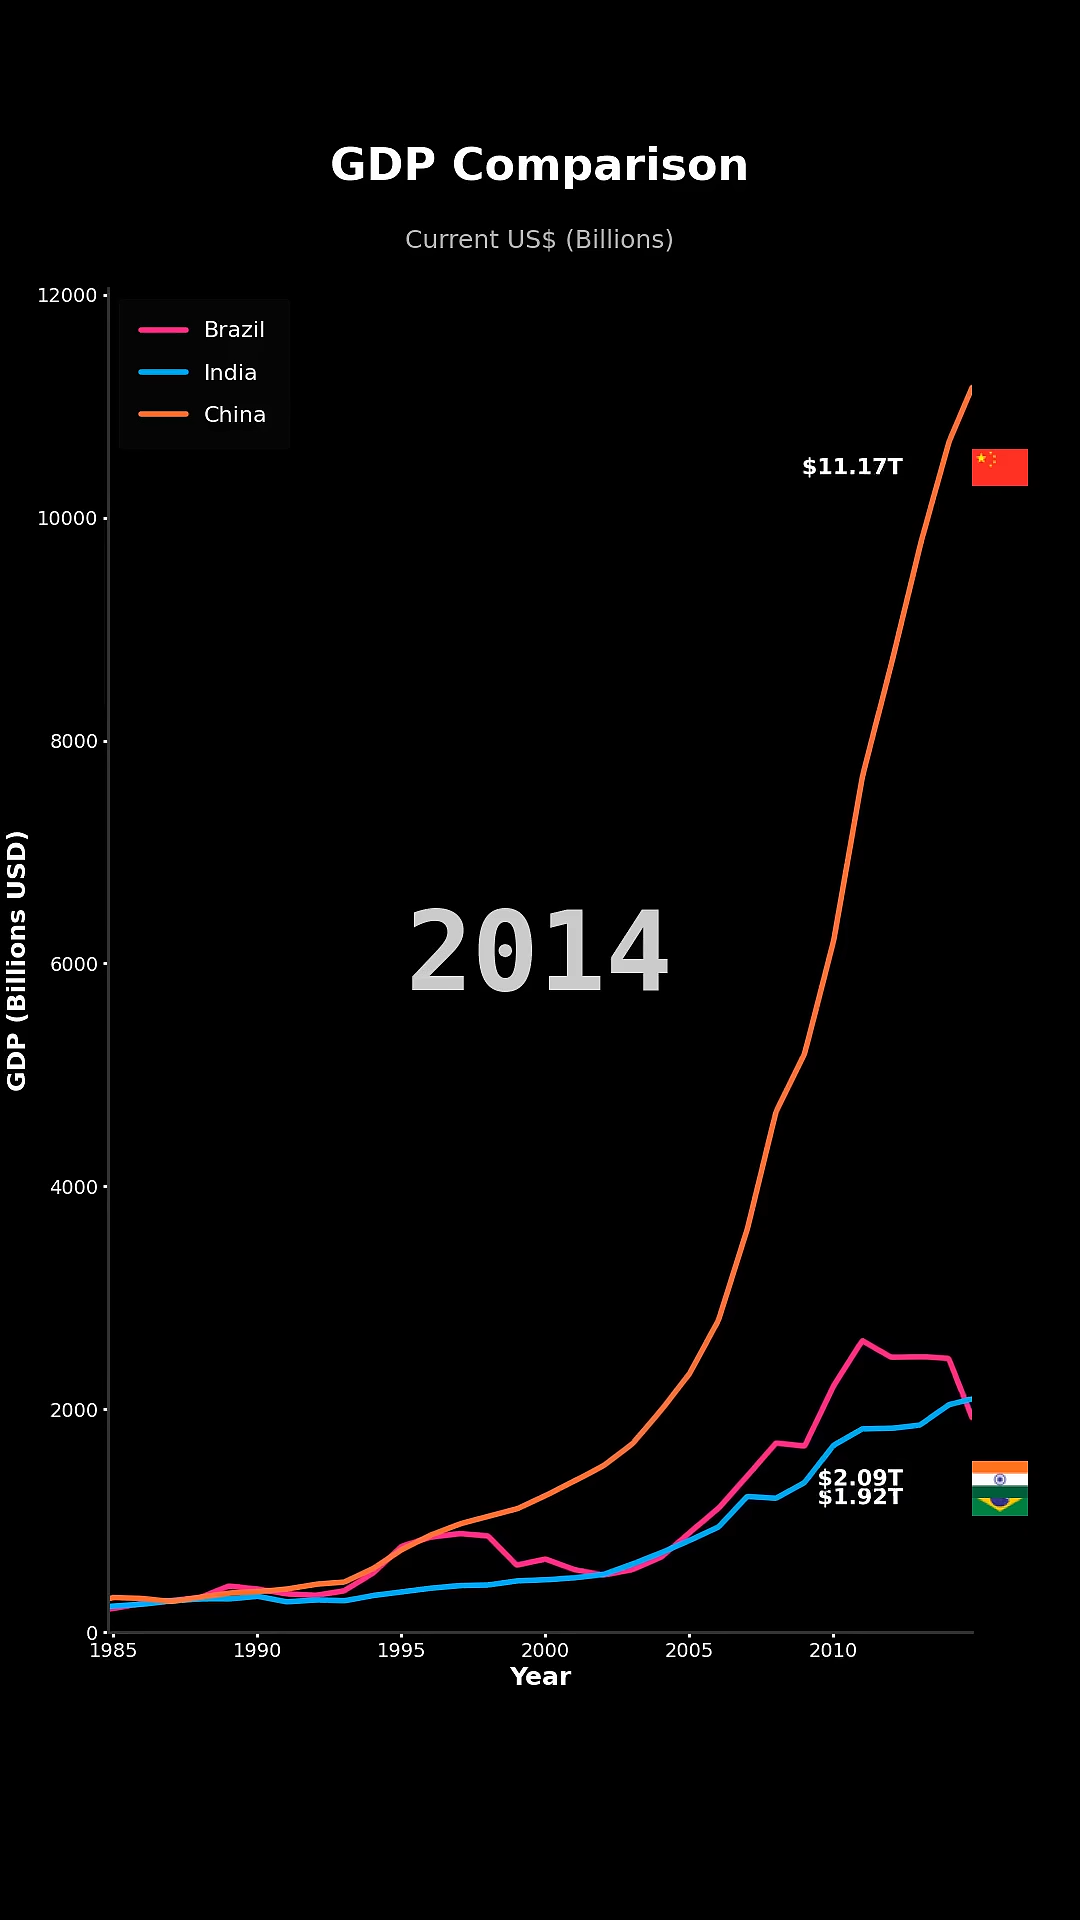 GDP Comparison
Current US$ (Billions)
12000
Brazil
India
China
$11.17T
10000
8000
GDP (Billions USD)
2014
6000
4000
2000
$2.09T
$1.92T
0
1985 1990 1995 2000 2005 2010
Year